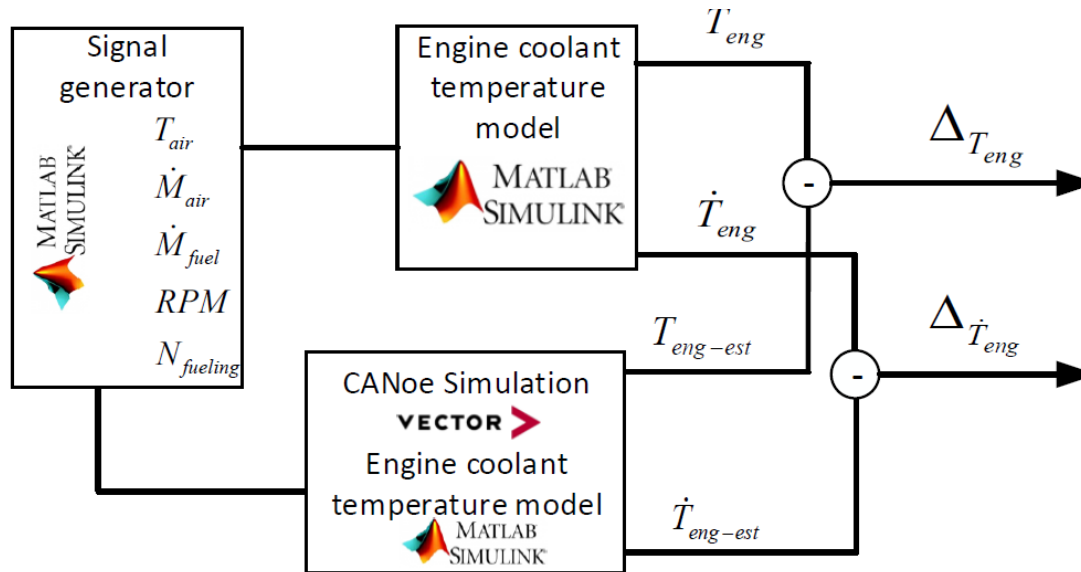 Signal
generator
T_air
Ṁ_air
Ṁ_fuel
RPM
N_fueling
MATLAB®
SIMULINK®
Engine coolant
temperature
model
MATLAB®
SIMULINK®
T_eng
Ṫ_eng
-
Δ_T_eng
CANoe Simulation
VECTOR
Engine coolant
temperature model
MATLAB®
SIMULINK®
T_eng-est
Ṫ_eng-est
-
Δ_Ṫ_eng